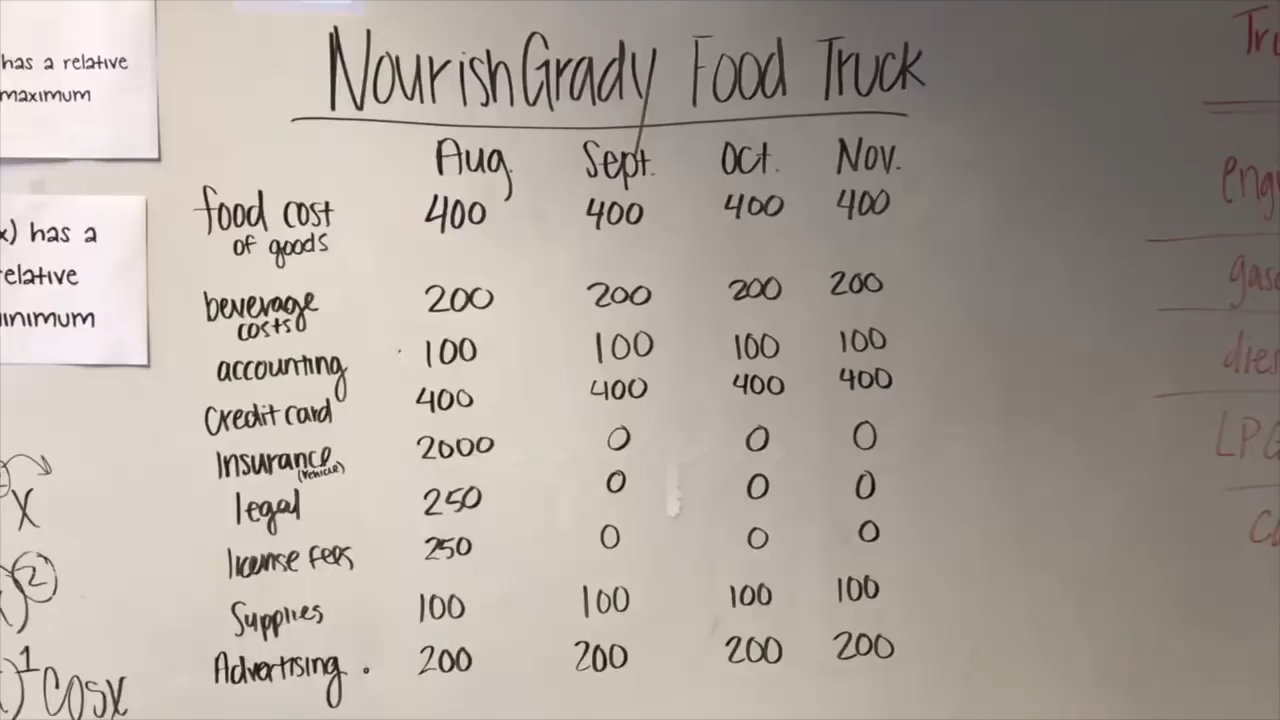 has a relative
maximum
x) has a
relative
minimum
x
2
1
cosx
NourishGrady Food Truck
Aug. Sept. Oct. Nov.
food cost 400 400 400 400
of goods
beverage 200 200 200 200
costs
accounting 100 100 100 100
Credit card 400 400 400 400
Insurance 2000 0 0 0
(vehicle)
legal 250 0 0 0
license fees 250 0 0 0
Supplies 100 100 100 100
Advertising 200 200 200 200
LPG